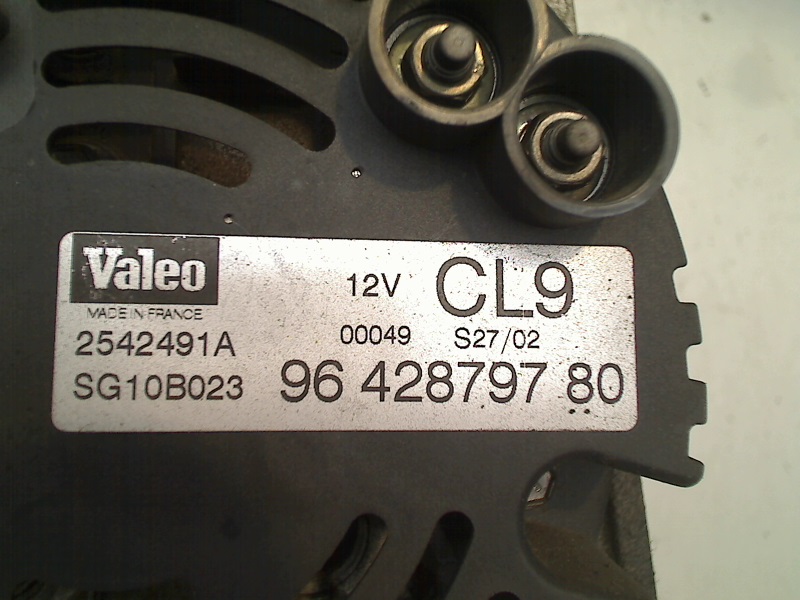 Valeo
MADE IN FRANCE
12V CL9
2542491A 00049 S27/02
SG10B023 96 428797 80